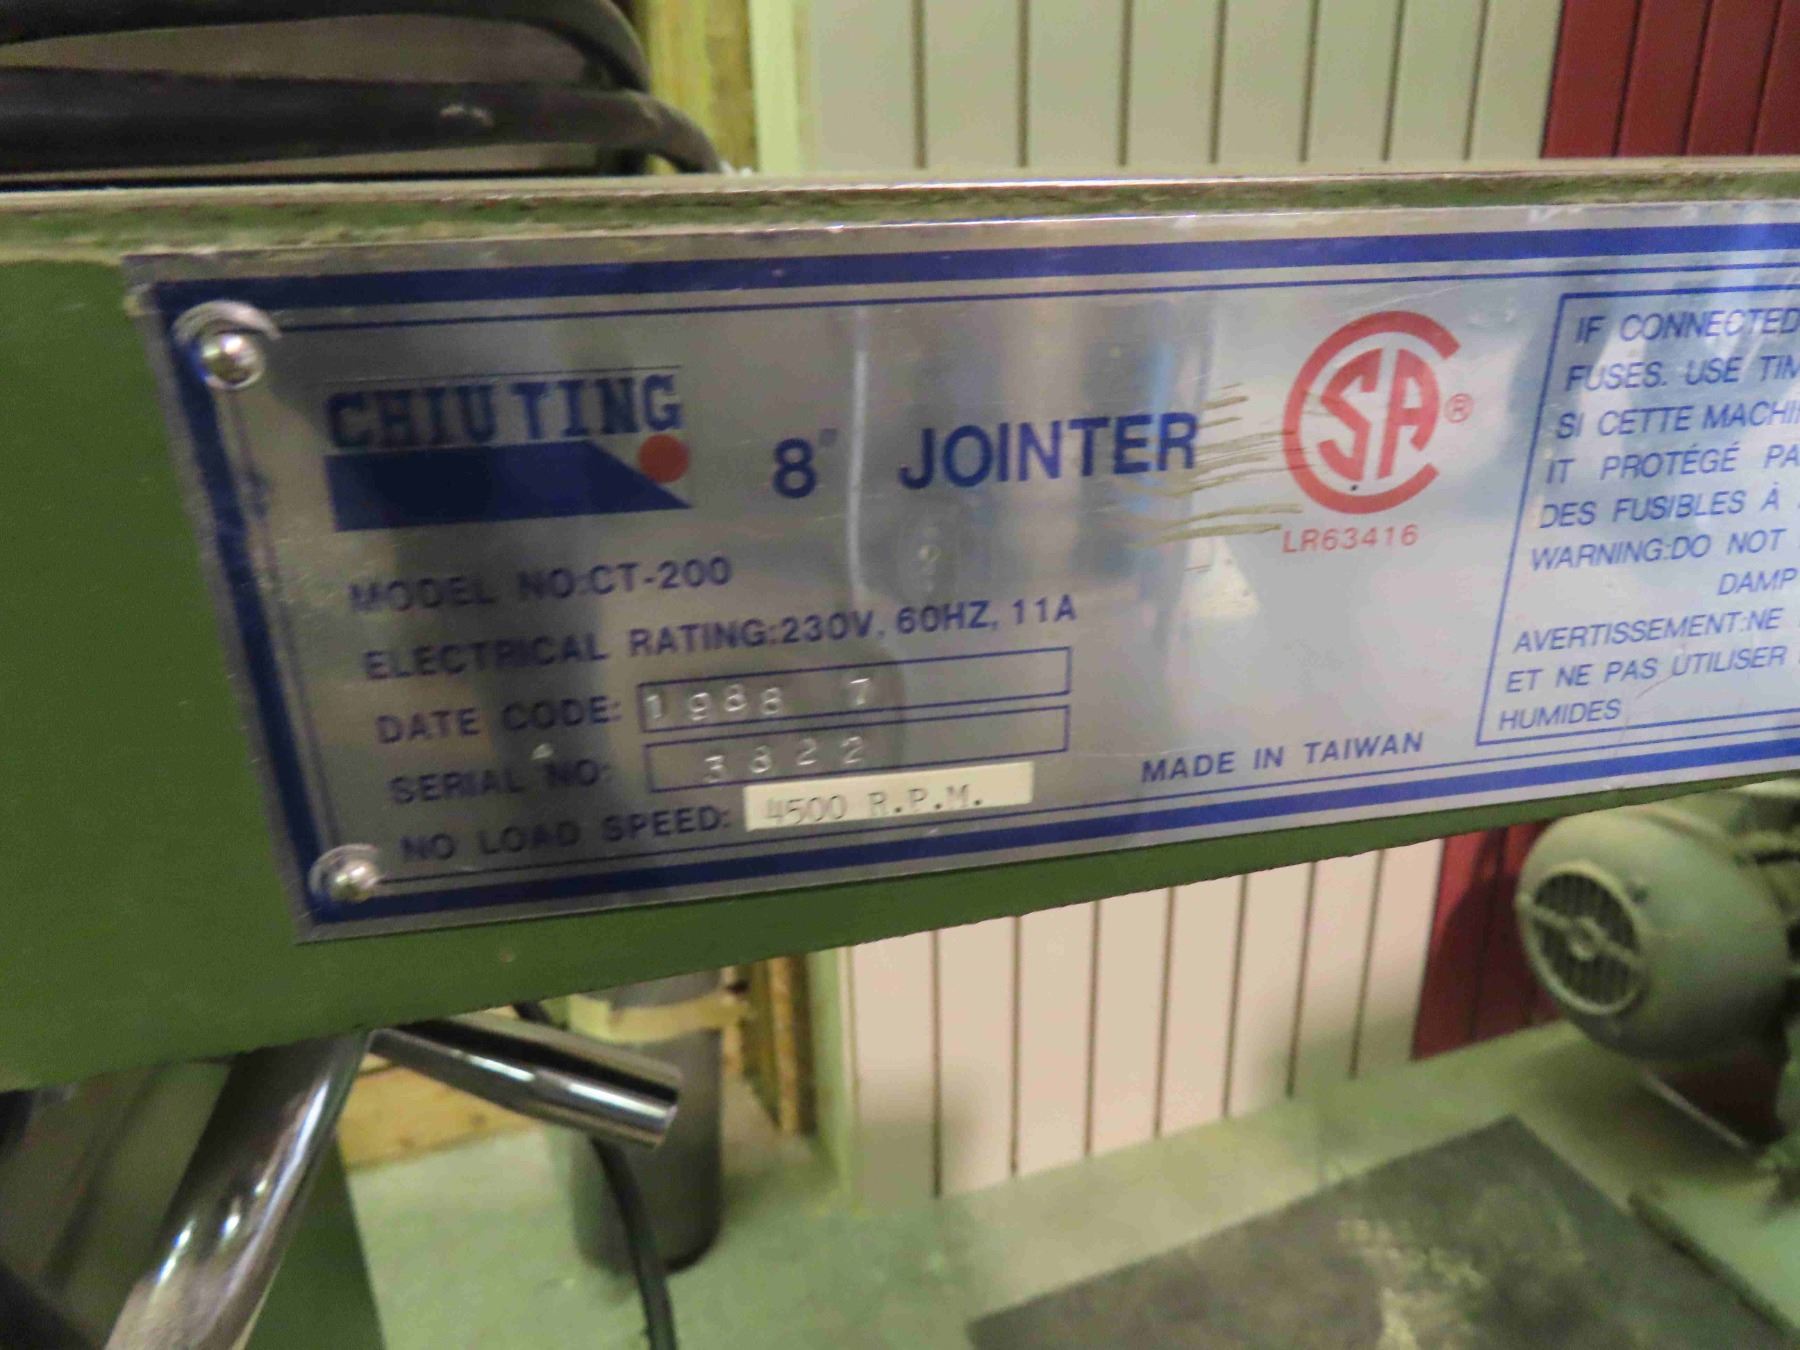 CHIU TING
8" JOINTER
CSA®
LR63416
MODEL NO:CT-200
ELECTRICAL RATING:230V, 60HZ, 11A
DATE CODE: 1988 7
SERIAL NO: 3822
NO LOAD SPEED: 4500 R.P.M.
MADE IN TAIWAN
IF CONNECTED
FUSES. USE
SI CETTE
IT PROTÉGÉ
DES FUSIBLES À
WARNING:DO NOT
DAMP
AVERTISSEMENT:NE
ET NE PAS UTILISER
HUMIDES